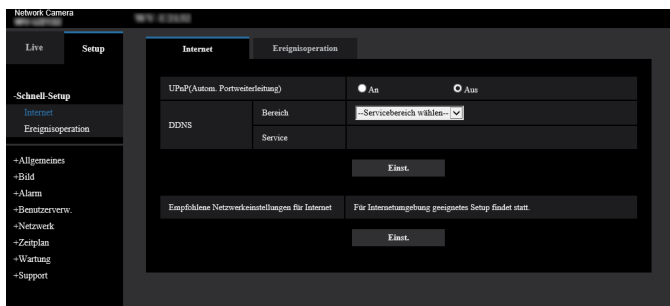 Network Camera
Live
Setup
-Schnell-Setup
Internet
Ereignisoperation
+Allgemeines
+Bild
+Alarm
+Benutzerverw.
+Netzwerk
+Zeitplan
+Wartung
+Support
Internet
Ereignisoperation
UPnP(Autom. Portweiterleitung)
An
Aus
DDNS
Bereich
--Servicebereich wählen--
Service
Einst.
Empfohlene Netzwerkeinstellungen für Internet
Für Internetumgebung geeignetes Setup findet statt.
Einst.